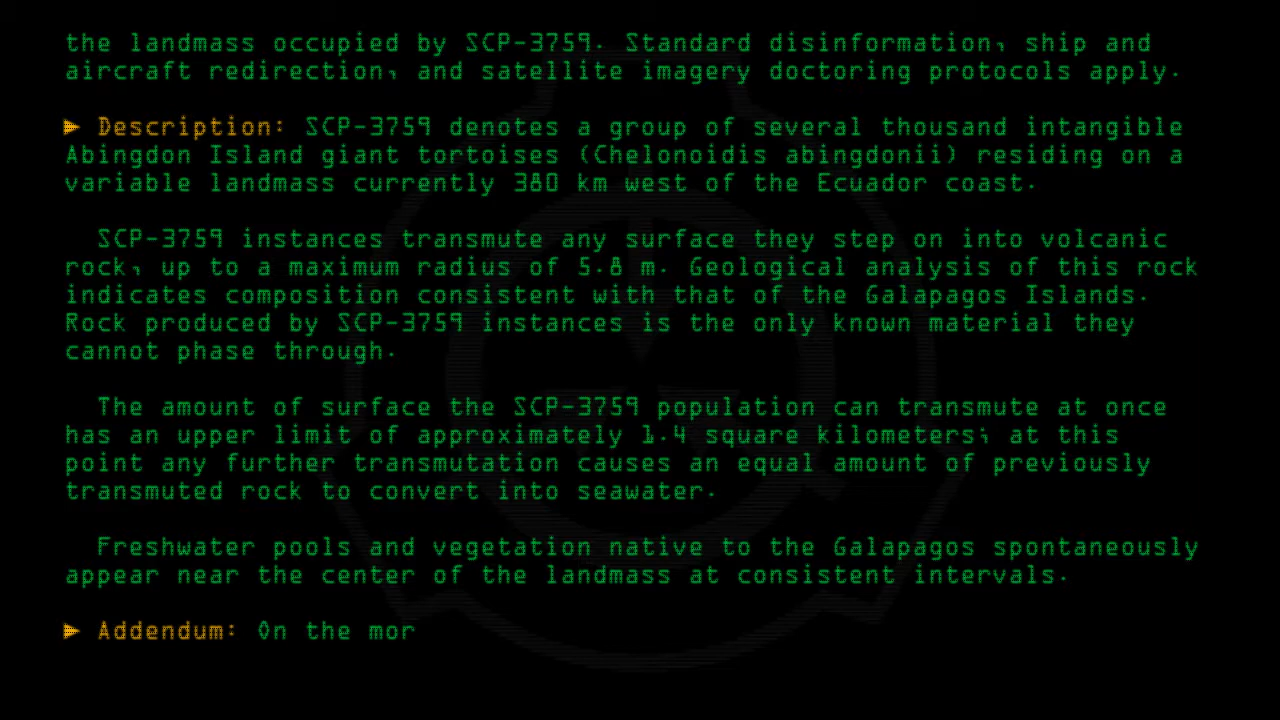 the landmass occupied by SCP-3759. Standard disinformation, ship and
aircraft redirection, and satellite imagery doctoring protocols apply.
► Description: SCP-3759 denotes a group of several thousand intangible
Abingdon Island giant tortoises (Chelonoidis abingdonii) residing on a
variable landmass currently 380 km west of the Ecuador coast.
SCP-3759 instances transmute any surface they step on into volcanic
rock, up to a maximum radius of 5.8 m. Geological analysis of this rock
indicates composition consistent with that of the Galapagos Islands.
Rock produced by SCP-3759 instances is the only known material they
cannot phase through.
The amount of surface the SCP-3759 population can transmute at once
has an upper limit of approximately 1.4 square kilometers; at this
point any further transmutation causes an equal amount of previously
transmuted rock to convert into seawater.
Freshwater pools and vegetation native to the Galapagos spontaneously
appear near the center of the landmass at consistent intervals.
► Addendum: On the mor